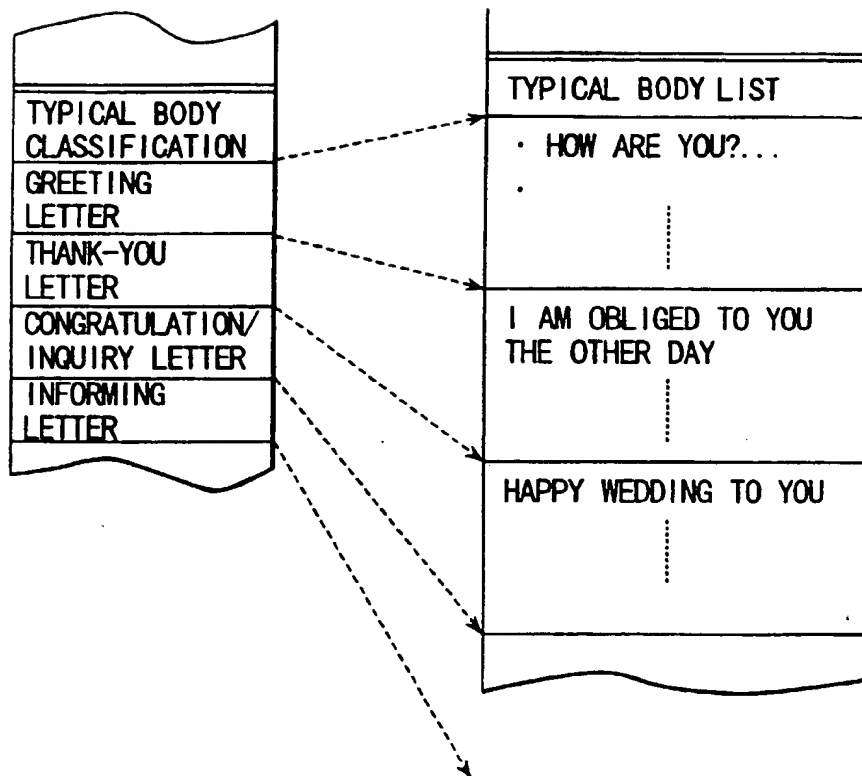 TYPICAL BODY
CLASSIFICATION
GREETING
LETTER
THANK-YOU
LETTER
CONGRATULATION/
INQUIRY LETTER
INFORMING
LETTER
TYPICAL BODY LIST
· HOW ARE YOU?...
·
I AM OBLIGED TO YOU
THE OTHER DAY
HAPPY WEDDING TO YOU